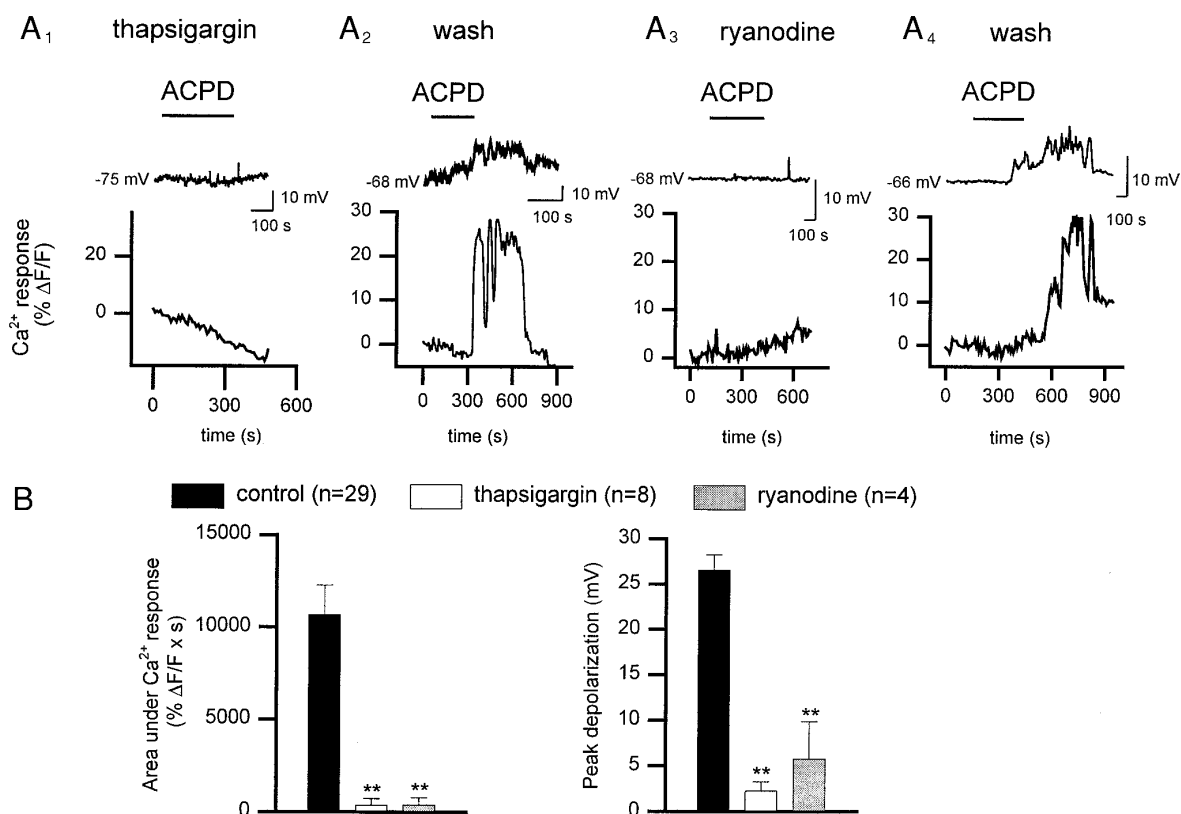 A1 thapsigargin
A2 wash
A3 ryanodine
A4 wash
ACPD
ACPD
ACPD
ACPD
-75 mV
10 mV
100 s
-68 mV
10 mV
100 s
-68 mV
10 mV
100 s
-66 mV
10 mV
100 s
Ca2+ response
(% ΔF/F)
20
0
0 300 600
time (s)
30
20
10
0
0 300 600 900
time (s)
30
20
10
0
0 300 600
time (s)
30
20
10
0
0 300 600 900
time (s)
B
control (n=29)
thapsigargin (n=8)
ryanodine (n=4)
Area under Ca2+ response
(% ΔF/F x s)
15000
10000
5000
0
** **
Peak depolarization (mV)
30
25
20
15
10
5
0
**
**